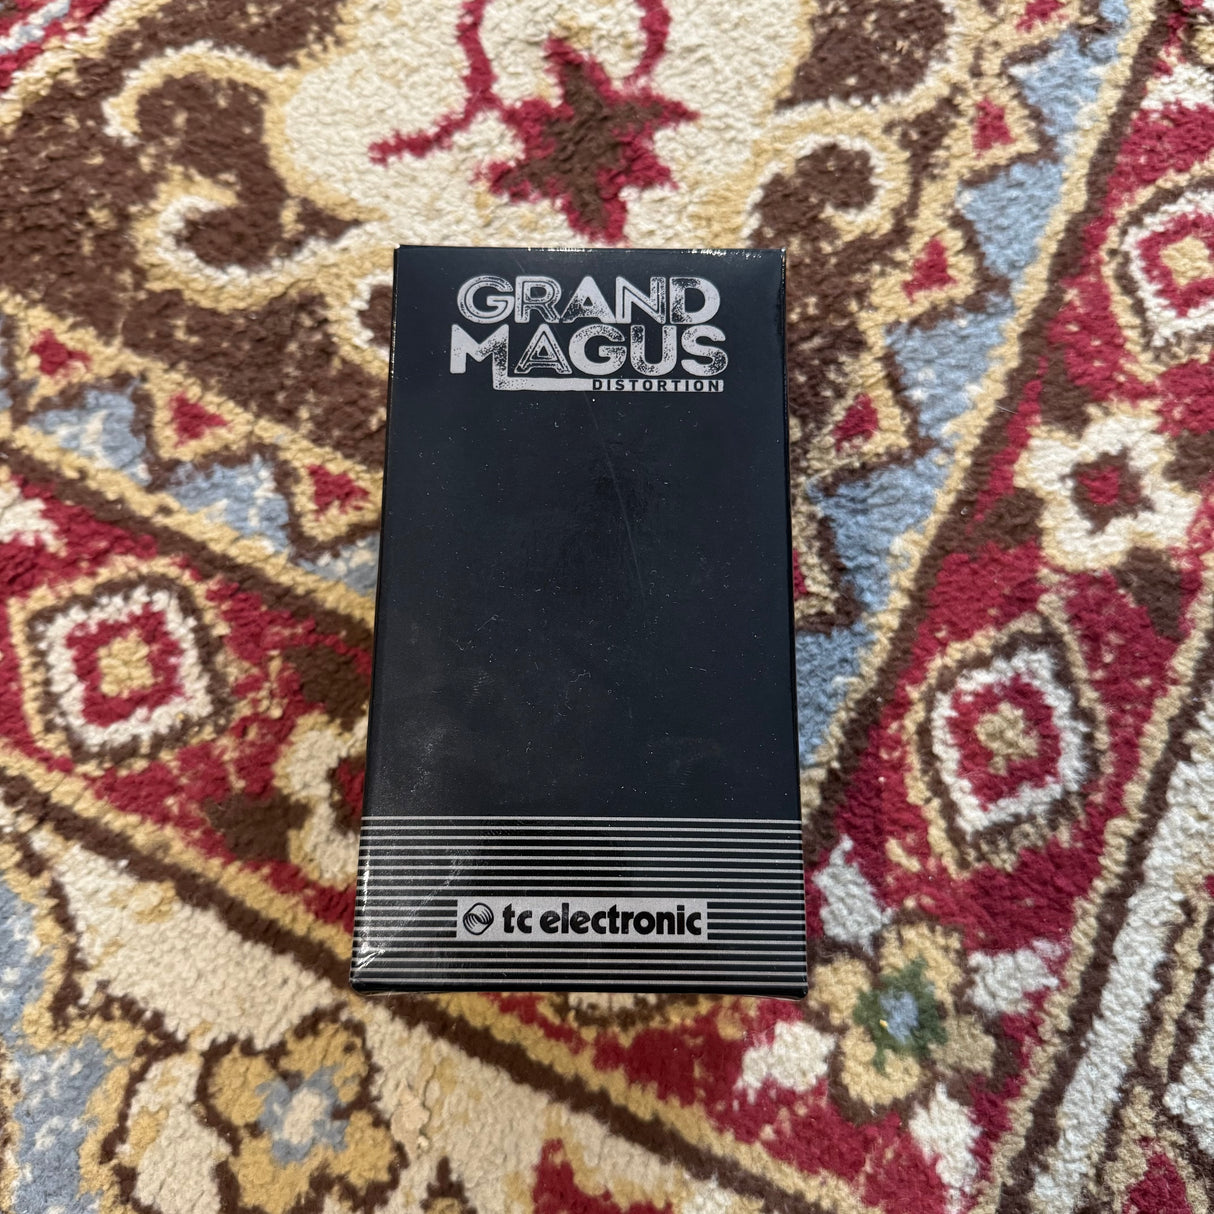 GRAND
MAGUS
DISTORTION
tc electronic